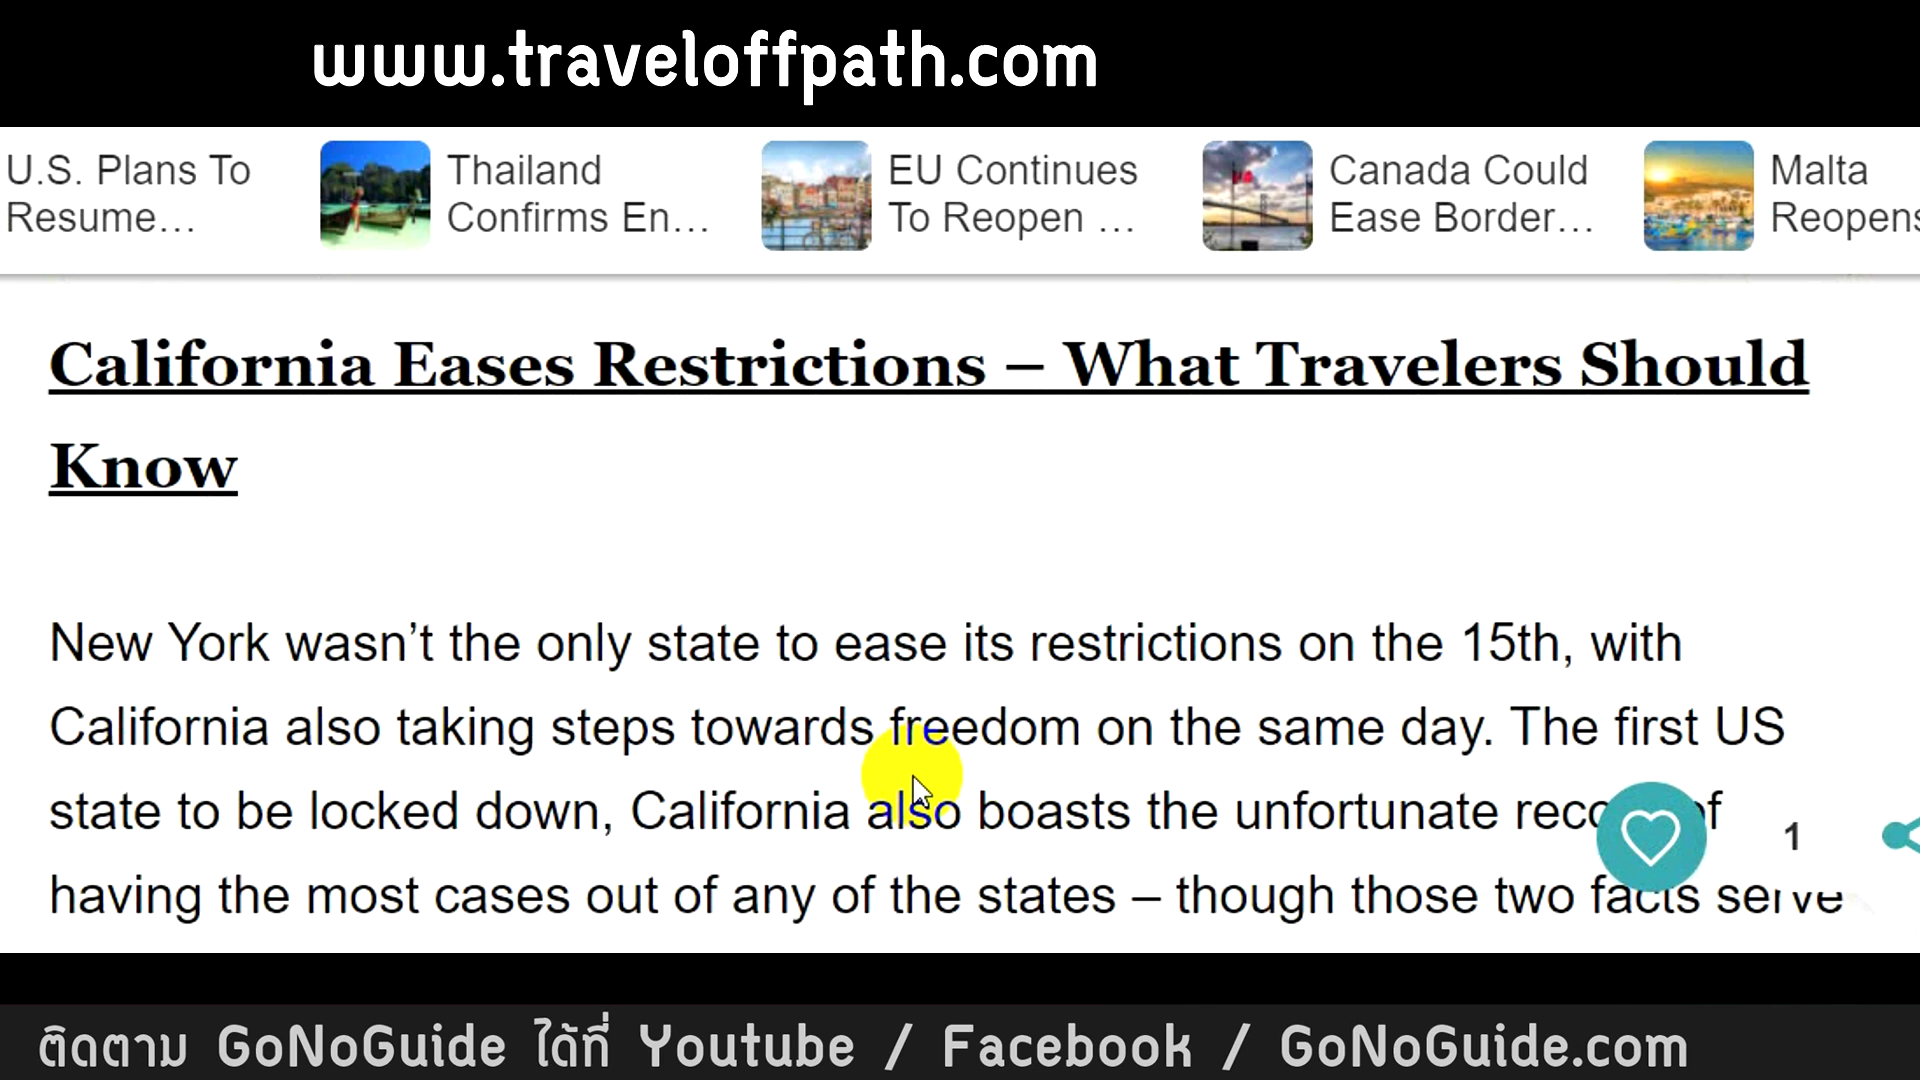 www.traveloffpath.com
U.S. Plans To
Resume...
Thailand
Confirms En...
EU Continues
To Reopen ...
Canada Could
Ease Border...
Malta
Reopens
California Eases Restrictions – What Travelers Should
Know
New York wasn’t the only state to ease its restrictions on the 15th, with
California also taking steps towards freedom on the same day. The first US
state to be locked down, California also boasts the unfortunate of
having the most cases out of any of the states – though those two facts serve
1
ติดตาม GoNoGuide ได้ที่ Youtube / Facebook / GoNoGuide.com